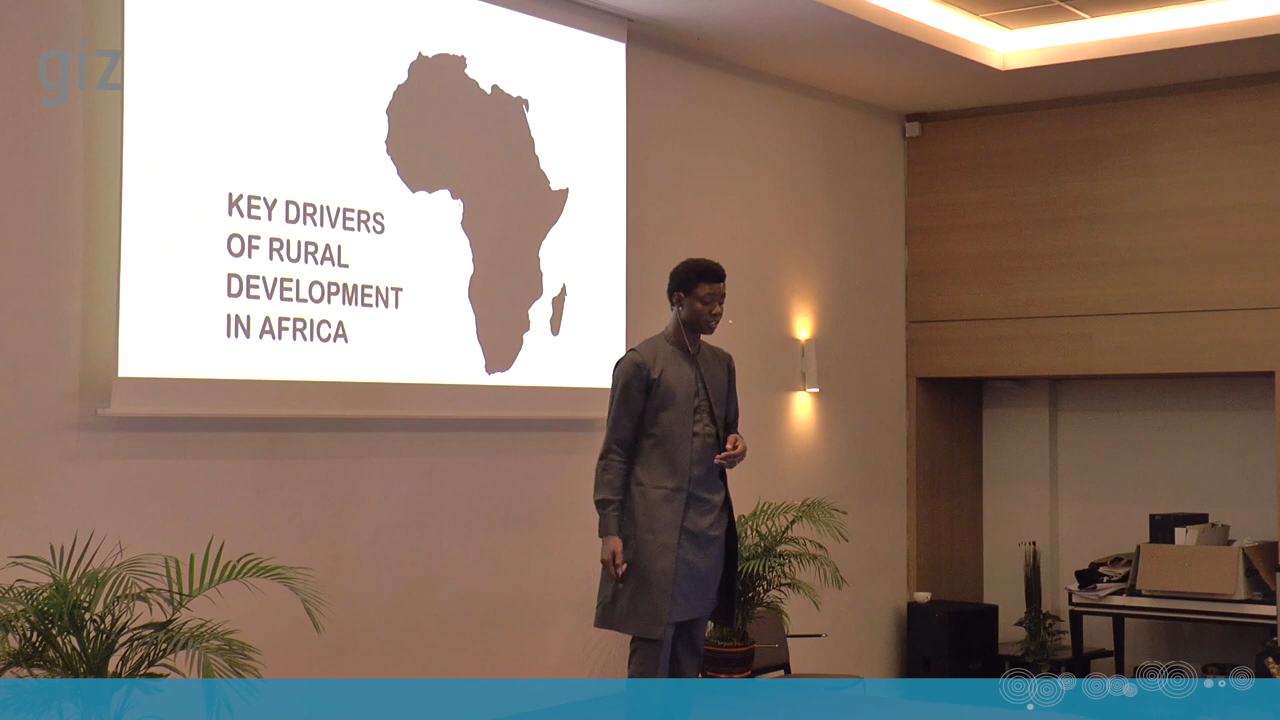 giz
KEY DRIVERS
OF RURAL
DEVELOPMENT
IN AFRICA